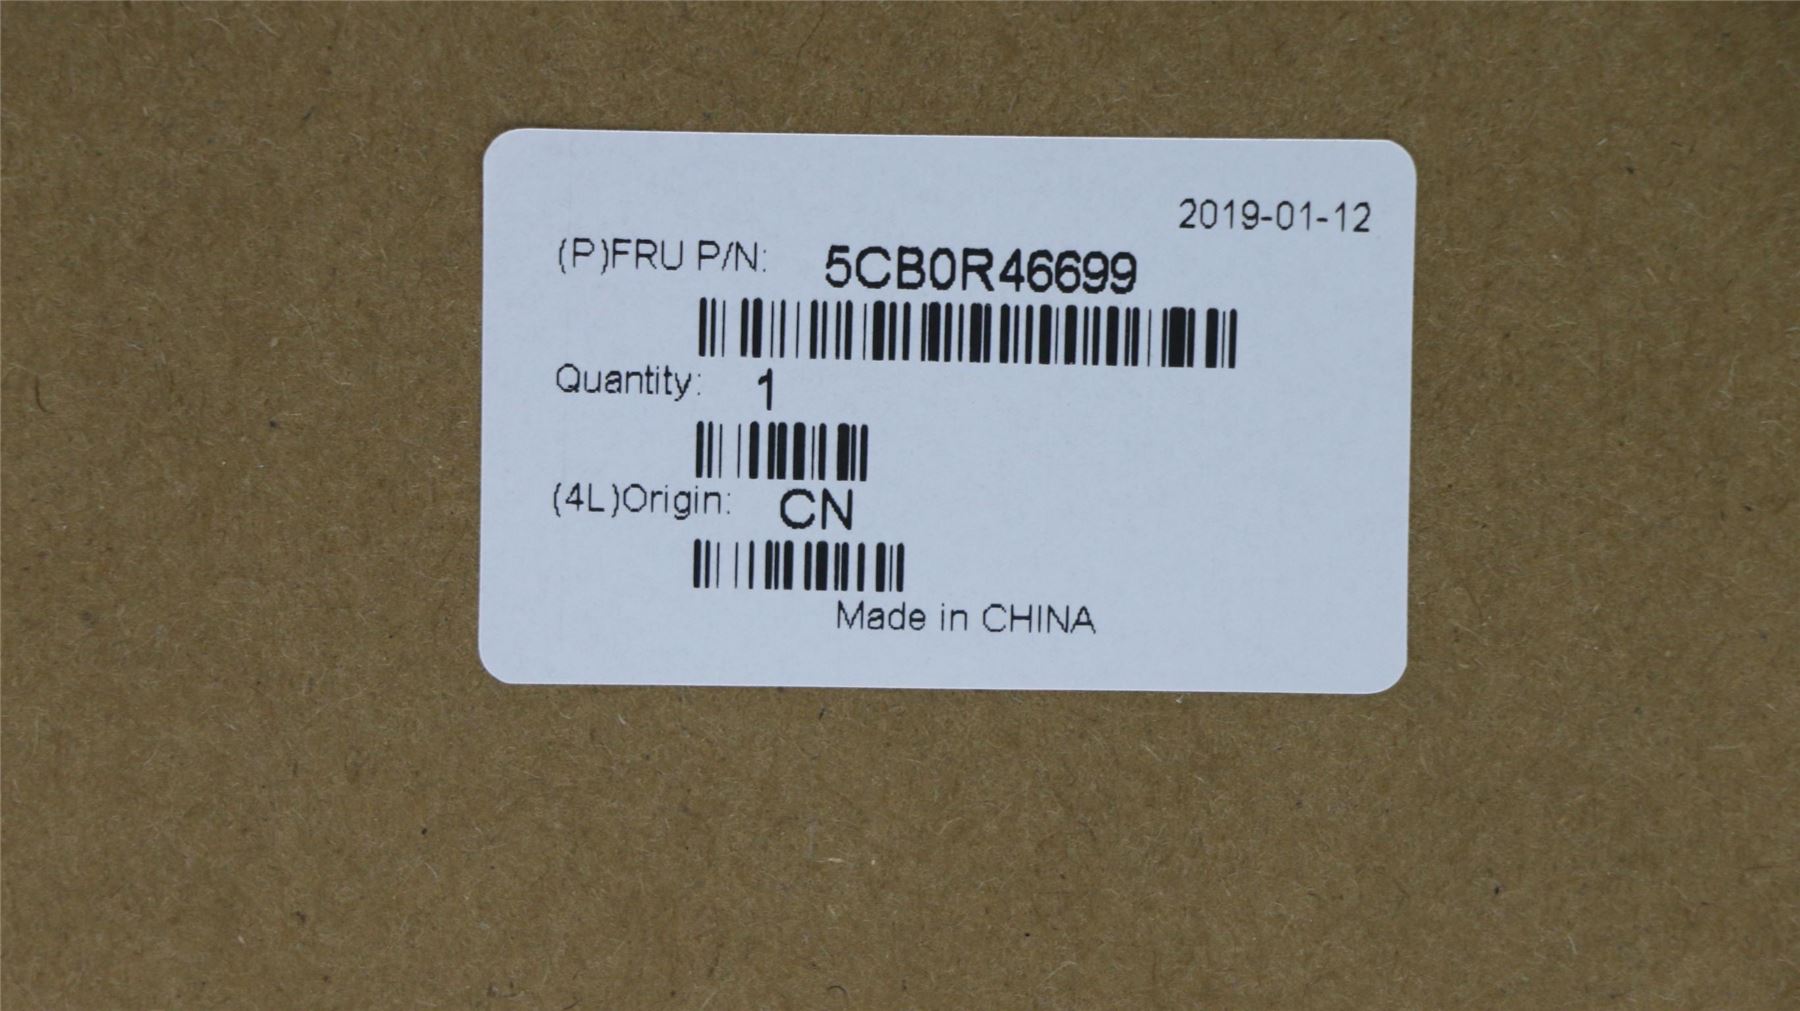 2019-01-12
(P)FRU P/N: 5CB0R46699
Quantity: 1
(4L)Origin: CN
Made in CHINA